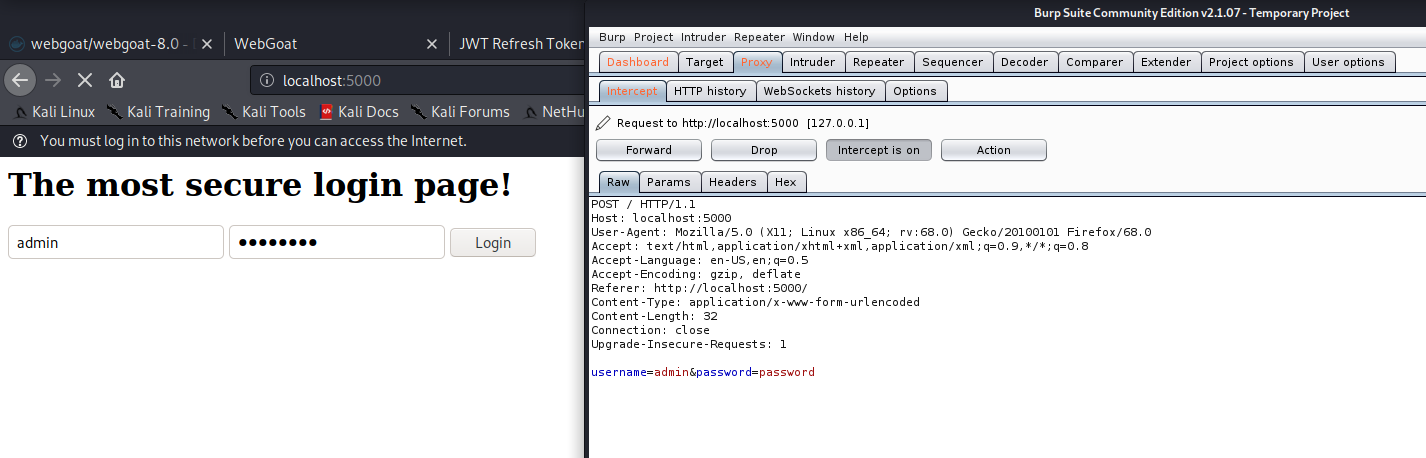 webgoat/webgoat-8.0 -
WebGoat
JWT Refresh Token
localhost:5000
Kali Linux Kali Training Kali Tools Kali Docs Kali Forums NetHu
You must log in to this network before you can access the Internet.
The most secure login page!
admin ●●●●●●●● Login
Burp Suite Community Edition v2.1.07 - Temporary Project
Burp Project Intruder Repeater Window Help
Dashboard Target Proxy Intruder Repeater Sequencer Decoder Comparer Extender Project options User options
Intercept HTTP history WebSockets history Options
Request to http://localhost:5000 [127.0.0.1]
Forward Drop Intercept is on Action
Raw Params Headers Hex
POST / HTTP/1.1
Host: localhost:5000
User-Agent: Mozilla/5.0 (X11; Linux x86_64; rv:68.0) Gecko/20100101 Firefox/68.0
Accept: text/html,application/xhtml+xml,application/xml;q=0.9,*/*;q=0.8
Accept-Language: en-US,en;q=0.5
Accept-Encoding: gzip, deflate
Referer: http://localhost:5000/
Content-Type: application/x-www-form-urlencoded
Content-Length: 32
Connection: close
Upgrade-Insecure-Requests: 1
username=admin&password=password